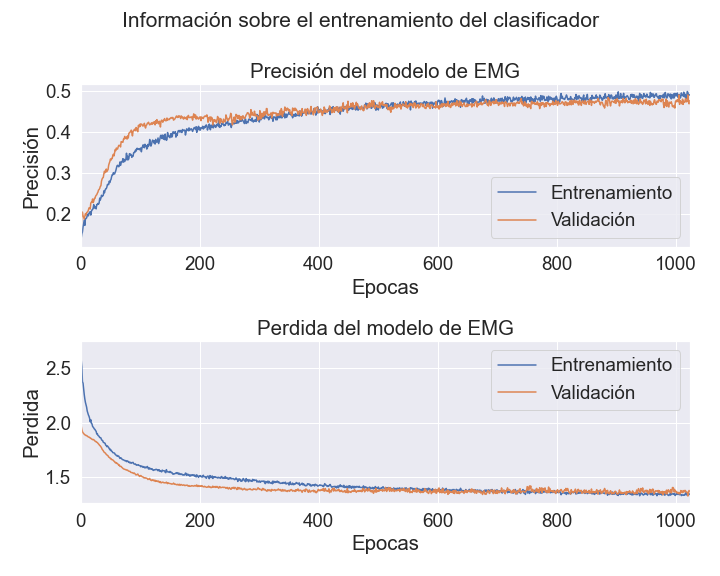 Información sobre el entrenamiento del clasificador
Precisión del modelo de EMG
0.5
0.4
0.3
0.2
Precisión
Entrenamiento
Validación
0 200 400 600 800 1000
Epocas
Perdida del modelo de EMG
2.5
2.0
1.5
Perdida
Entrenamiento
Validación
0 200 400 600 800 1000
Epocas